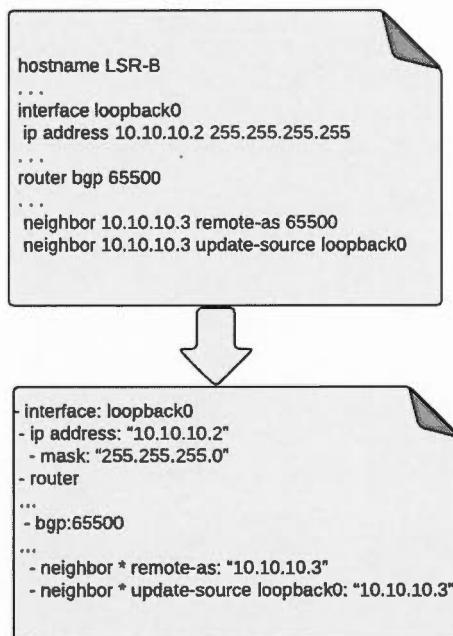 hostname LSR-B
. . .
interface loopback0
ip address 10.10.10.2 255.255.255.255
. . .
router bgp 65500
. . .
neighbor 10.10.10.3 remote-as 65500
neighbor 10.10.10.3 update-source loopback0
- interface: loopback0
- ip address: “10.10.10.2”
- mask: “255.255.255.0”
- router
...
- bgp:65500
...
- neighbor * remote-as: “10.10.10.3”
- neighbor * update-source loopback0: “10.10.10.3”